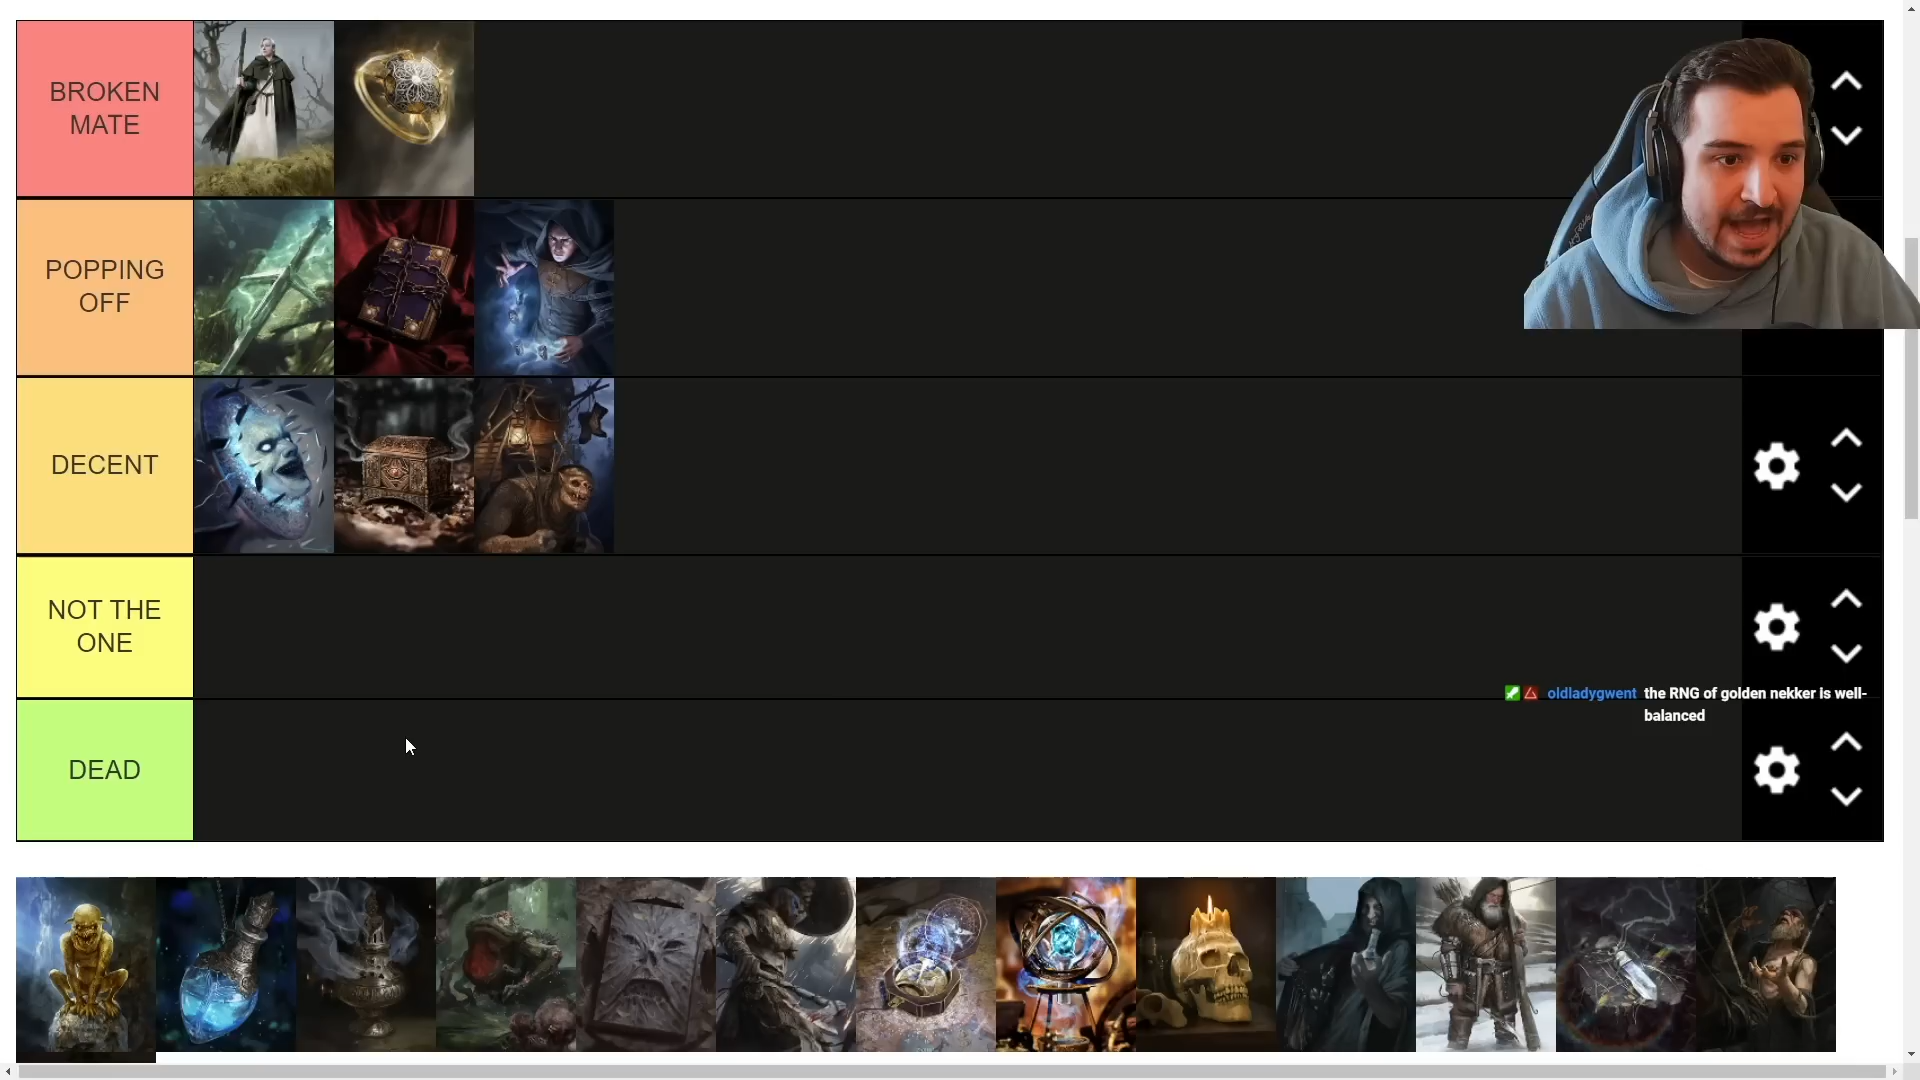 BROKEN
MATE
POPPING
OFF
DECENT
NOT THE
ONE
oldladygwent the RNG of golden nekker is well-
balanced
DEAD